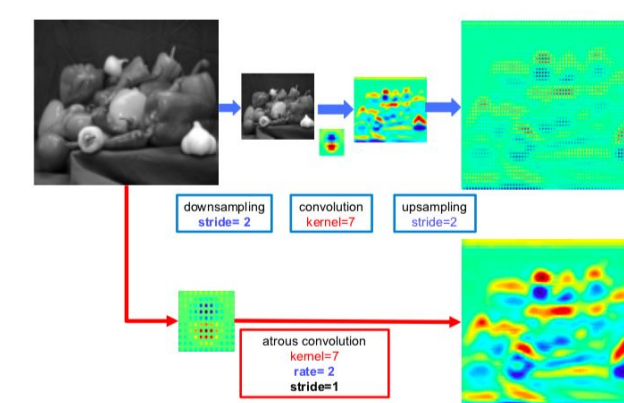 downsampling
stride= 2
convolution
kernel=7
upsampling
stride=2
atrous convolution
kernel=7
rate= 2
stride=1